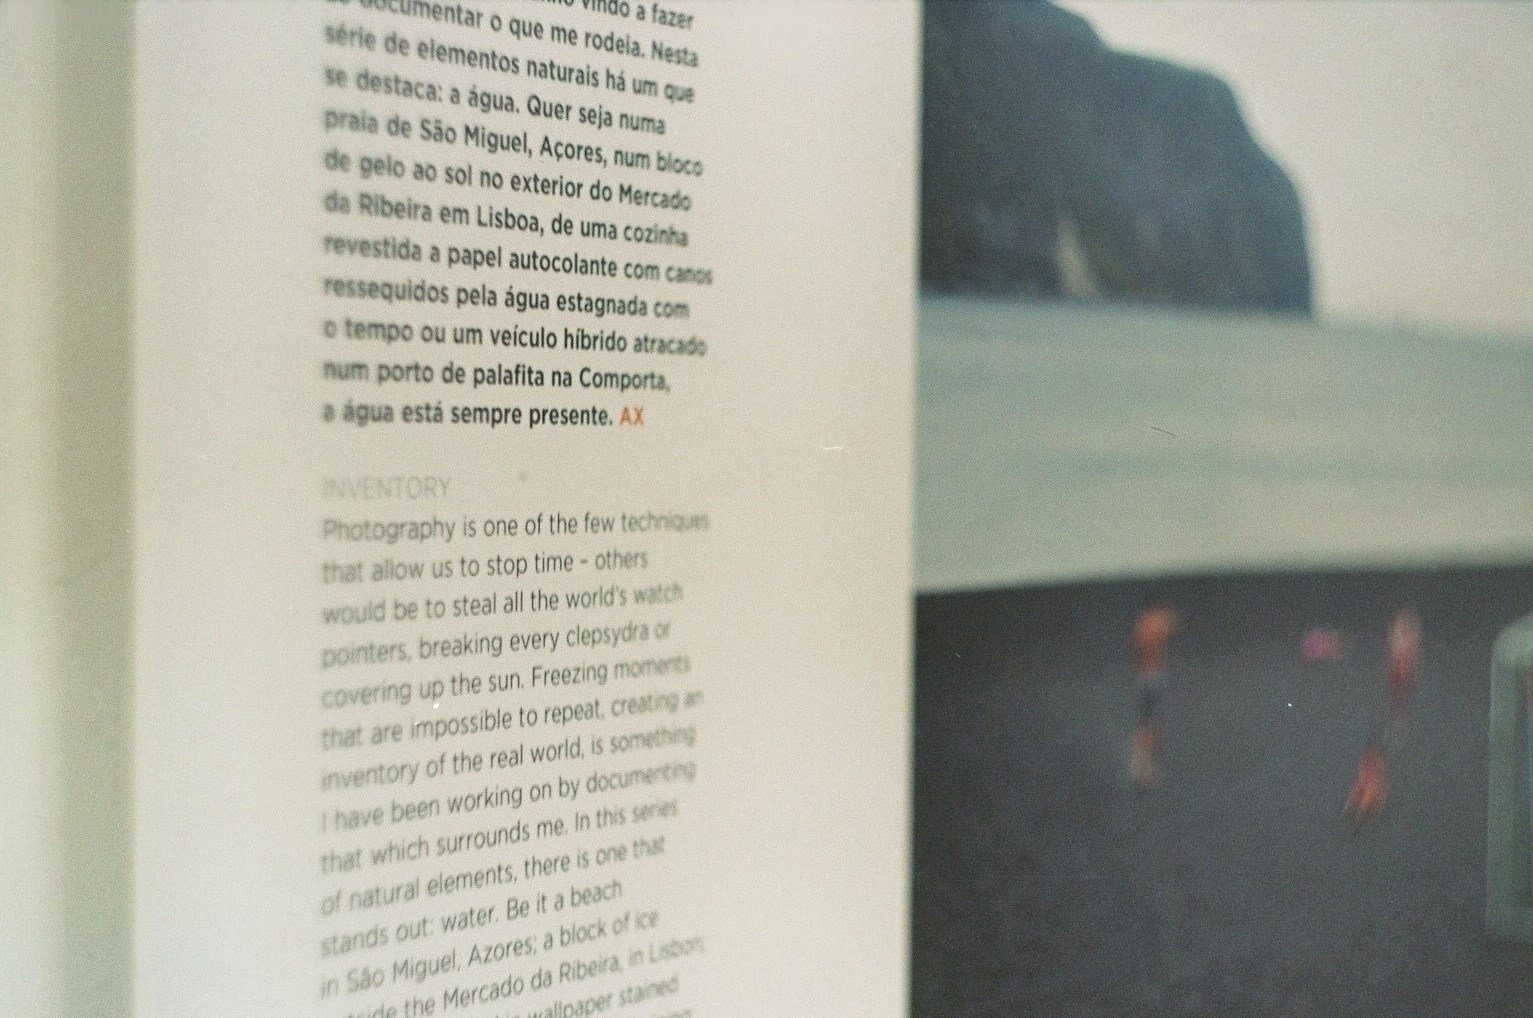 vindo a fazer
documentar o que me rodeia. Nesta
série de elementos naturais há um que
se destaca: a água. Quer seja numa
praia de São Miguel, Açores, num bloco
de gelo ao sol no exterior do Mercado
da Ribeira em Lisboa, de uma cozinha
revestida a papel autocolante com canos
ressequidos pela água estagnada com
o tempo ou um veículo híbrido atracado
num porto de palafita na Comporta,
a água está sempre presente. AX
INVENTORY
Photography is one of the few techniques
that allow us to stop time - others
would be to steal all the world's watch
pointers, breaking every clepsydra or
covering up the sun. Freezing moments
that are impossible to repeat, creating an
inventory of the real world, is something
I have been working on by documenting
that which surrounds me. In this series
of natural elements, there is one that
stands out: water. Be it a beach
in São Miguel, Azores; a block of ice
the Mercado da Ribeira, in Lisbon;
wallpaper stained